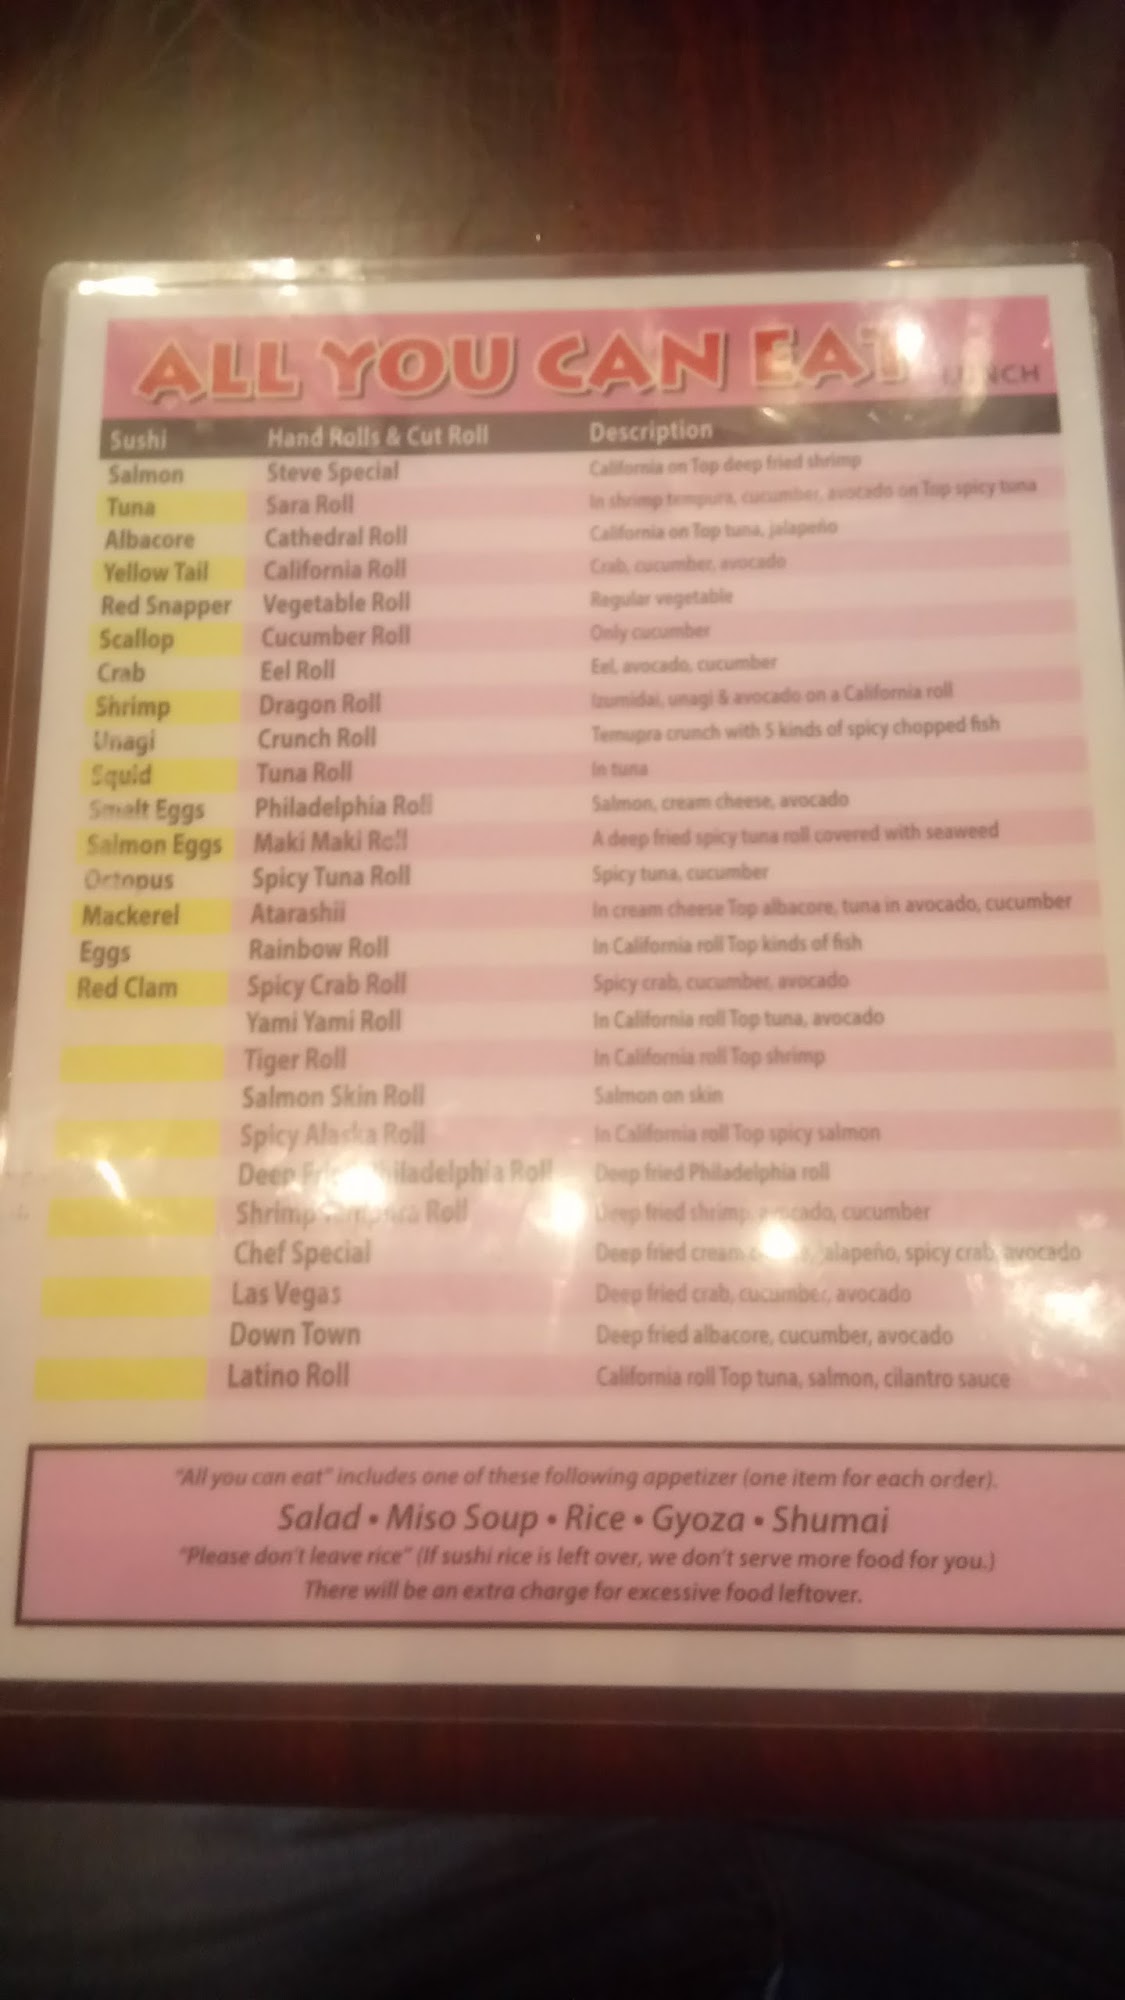 ALL YOU CAN EAT LUNCH
Sushi Hand Rolls & Cut Roll Description
Salmon Steve Special California on Top deep fried shrimp
Tuna Sara Roll In shrimp tempura, cucumber, avocado on Top spicy tuna
Albacore Cathedral Roll California on Top tuna, jalapeño
Yellow Tail California Roll Crab, cucumber, avocado
Red Snapper Vegetable Roll Regular vegetable
Scallop Cucumber Roll Only cucumber
Crab Eel Roll Eel, avocado, cucumber
Shrimp Dragon Roll Izumidai, unagi & avocado on a California roll
Unagi Crunch Roll Temupra crunch with 5 kinds of spicy chopped fish
Squid Tuna Roll In tuna
Smelt Eggs Philadelphia Roll Salmon, cream cheese, avocado
Salmon Eggs Maki Maki Roll A deep fried spicy tuna roll covered with seaweed
Octopus Spicy Tuna Roll Spicy tuna, cucumber
Mackerel Atarashii In cream cheese Top albacore, tuna in avocado, cucumber
Eggs Rainbow Roll In California roll Top kinds of fish
Red Clam Spicy Crab Roll Spicy crab, cucumber, avocado
Yami Yami Roll In California roll Top tuna, avocado
Tiger Roll In California roll Top shrimp
Salmon Skin Roll Salmon on skin
Spicy Alaska Roll In California roll Top spicy salmon
Deep Fried Philadelphia Roll Deep fried Philadelphia roll
Shrimp Tempura Roll Deep fried shrimp, avocado, cucumber
Chef Special Deep fried cream jalapeño, spicy crab, avocado
Las Vegas Deep fried crab, cucumber, avocado
Down Town Deep fried albacore, cucumber, avocado
Latino Roll California roll Top tuna, salmon, cilantro sauce
"All you can eat" includes one of these following appetizer (one item for each order).
Salad • Miso Soup • Rice • Gyoza • Shumai
"Please don't leave rice" (If sushi rice is left over, we don't serve more food for you.)
There will be an extra charge for excessive food leftover.